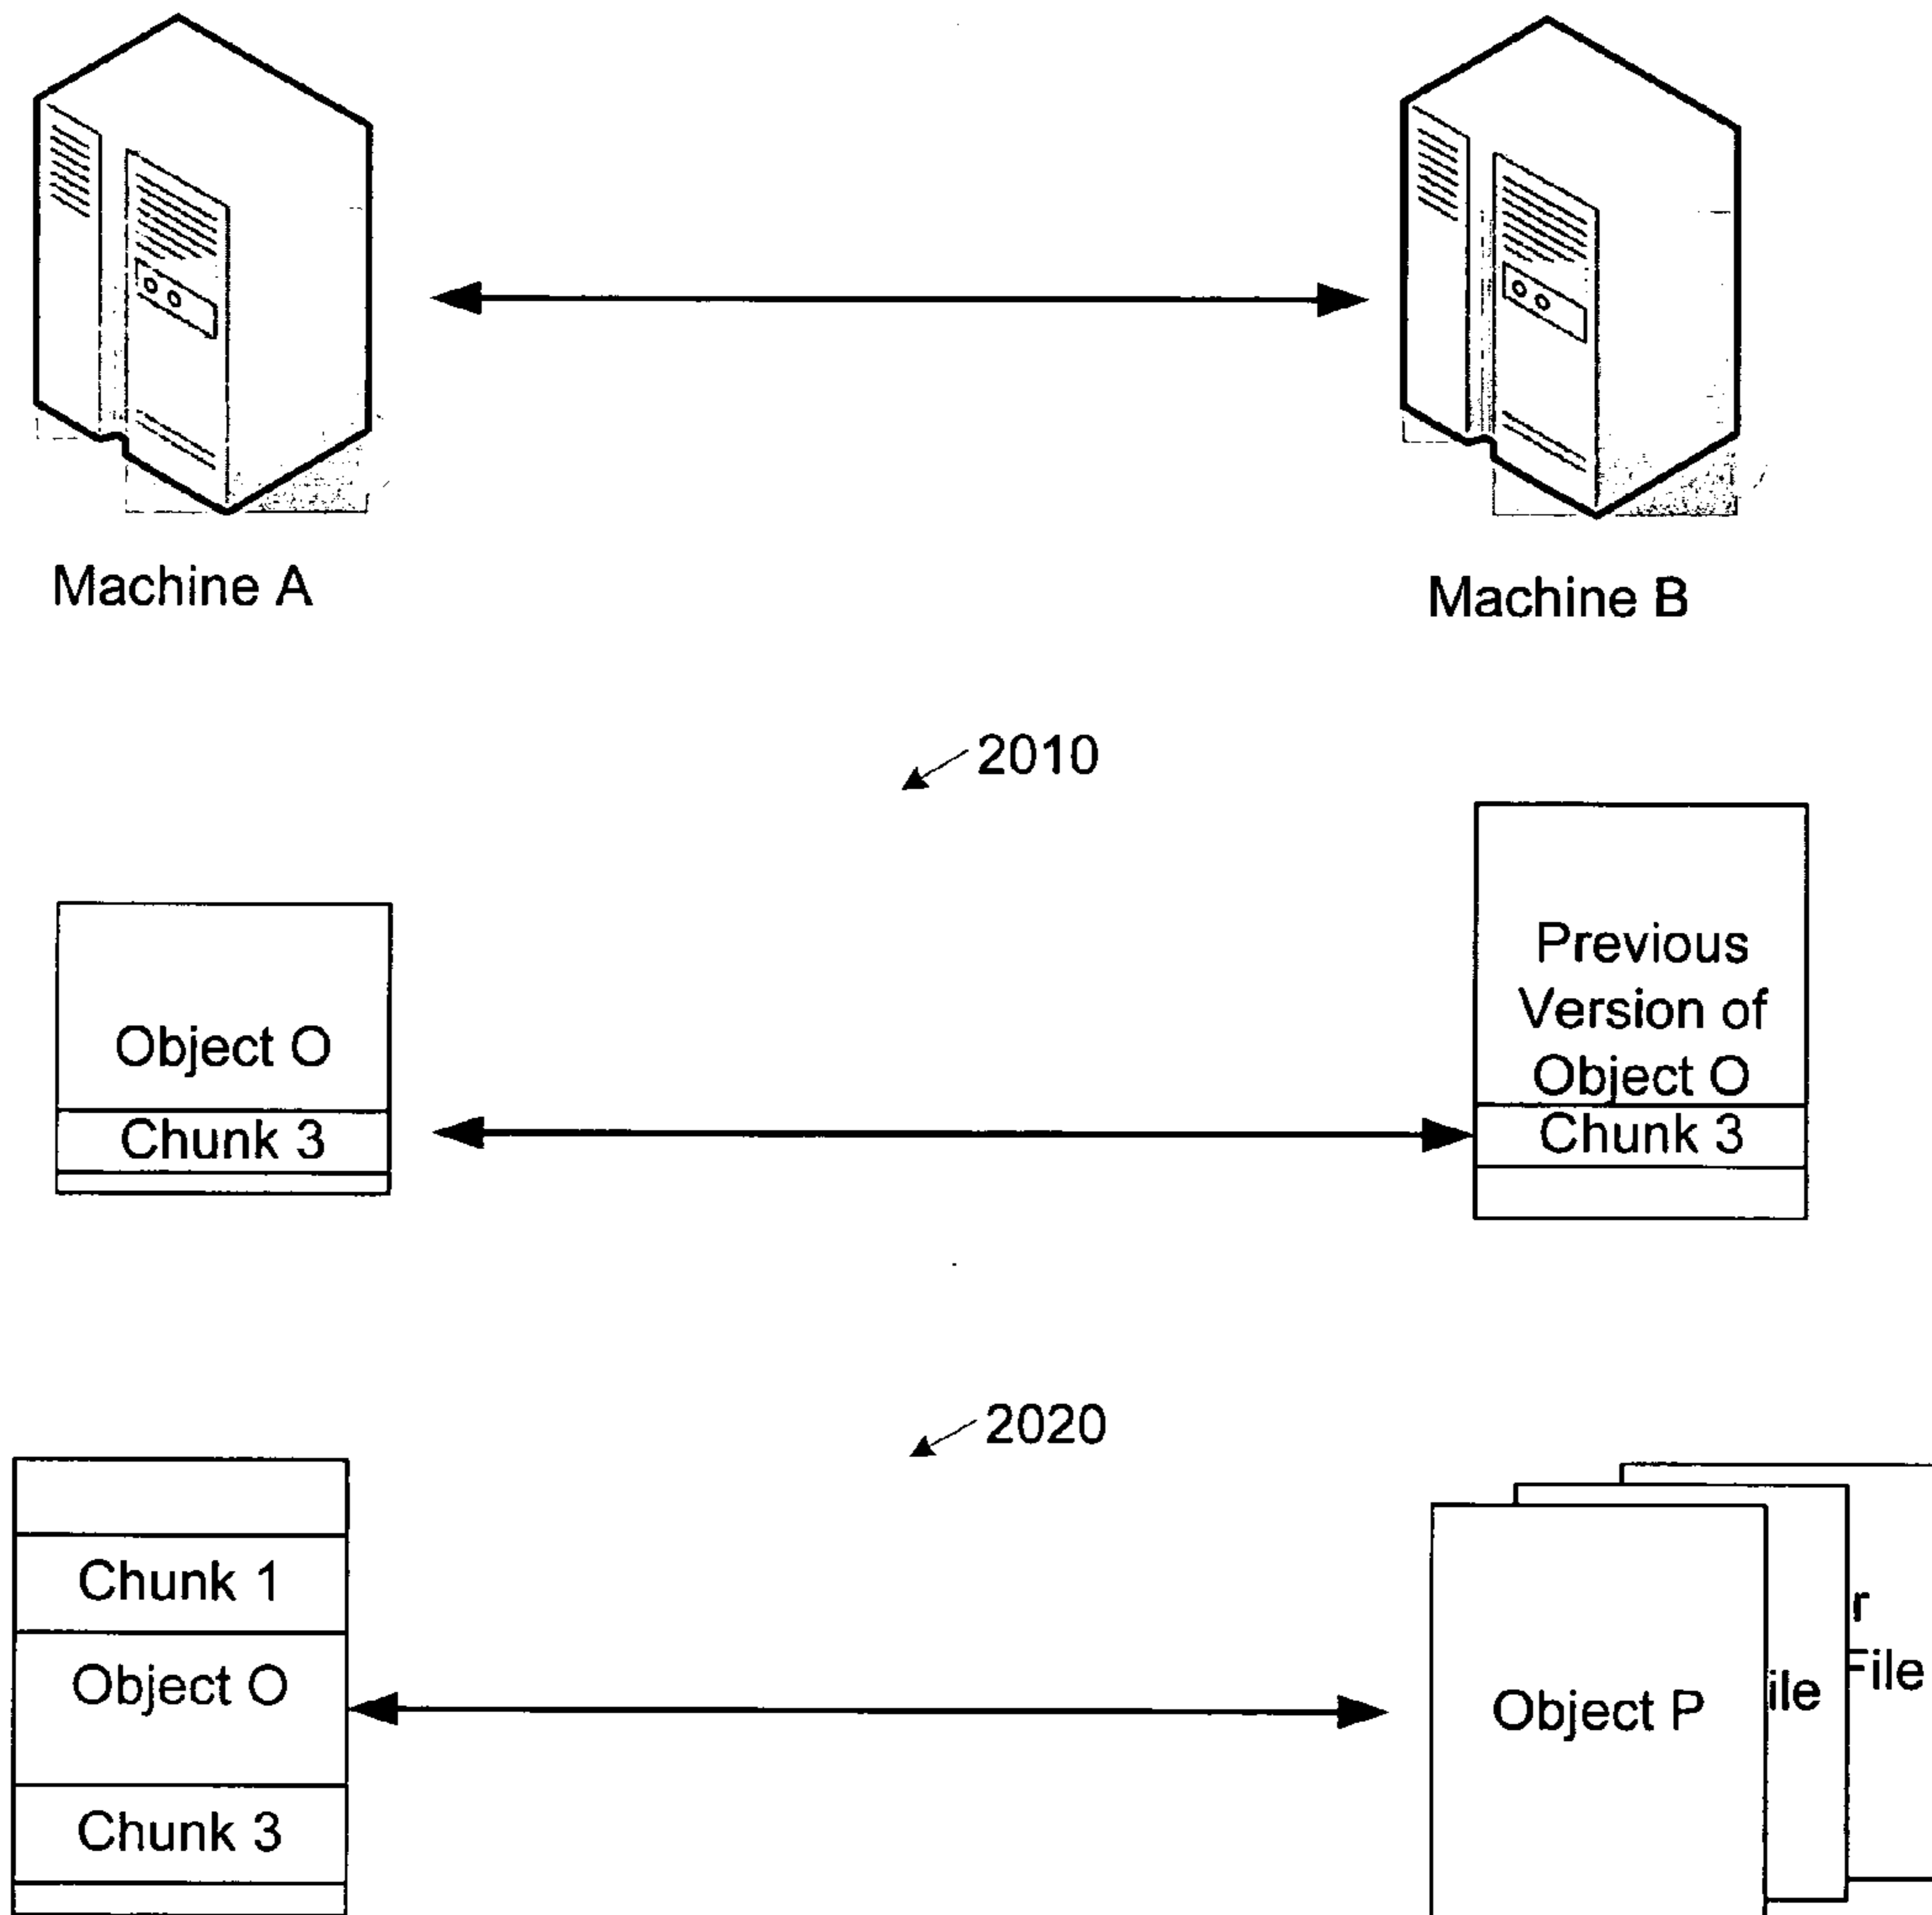 Machine A
Machine B
2010
Object O
Chunk 3
Previous
Version of
Object O
Chunk 3
2020
Chunk 1
Object O
Chunk 3
Object P
ile
r
File